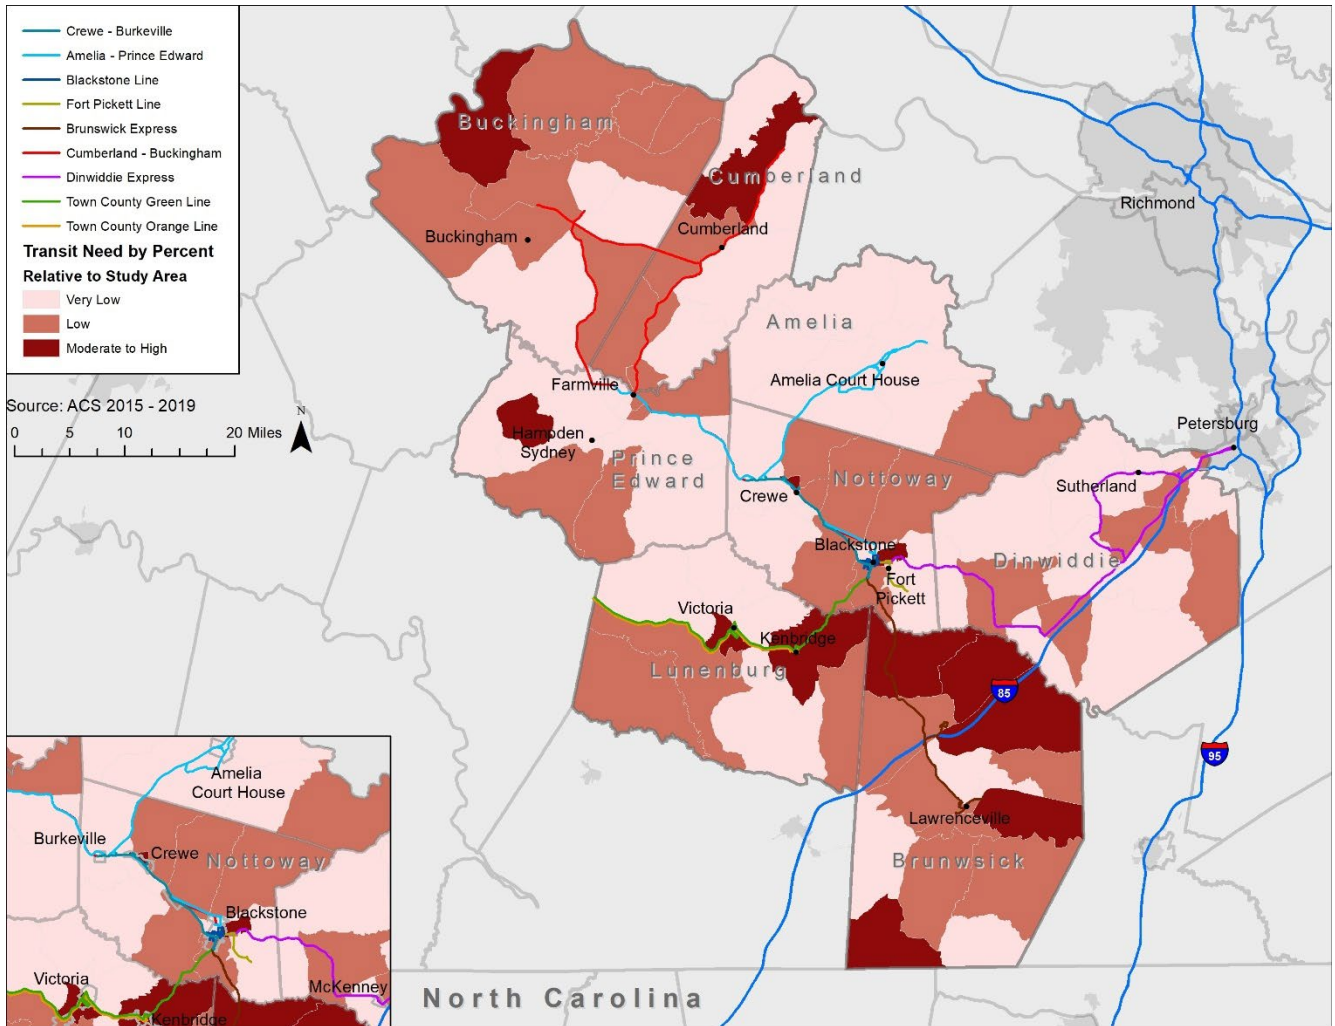 Crewe - Burkeville
Amelia - Prince Edward
Blackstone Line
Fort Pickett Line
Brunswick Express
Cumberland - Buckingham
Dinwiddie Express
Town County Green Line
Town County Orange Line
Transit Need by Percent
Relative to Study Area
Very Low
Low
Moderate to High
Source: ACS 2015 - 2019
0 5 10 20 Miles
N
Buckingham
Cumberland
Richmond
Buckingham
Cumberland
Amelia
Amelia Court House
Farmville
Petersburg
Hampden
Sydney
Prince
Edward
Nottoway
Sutherland
Crewe
Blackstone
Dinwiddie
Fort
Pickett
Victoria
Kenbridge
Lunenburg
85
95
Lawrenceville
Brunwsick
North Carolina
Amelia
Court House
Burkeville
Crewe
Nottoway
Blackstone
Victoria
McKenney
Kenbridge